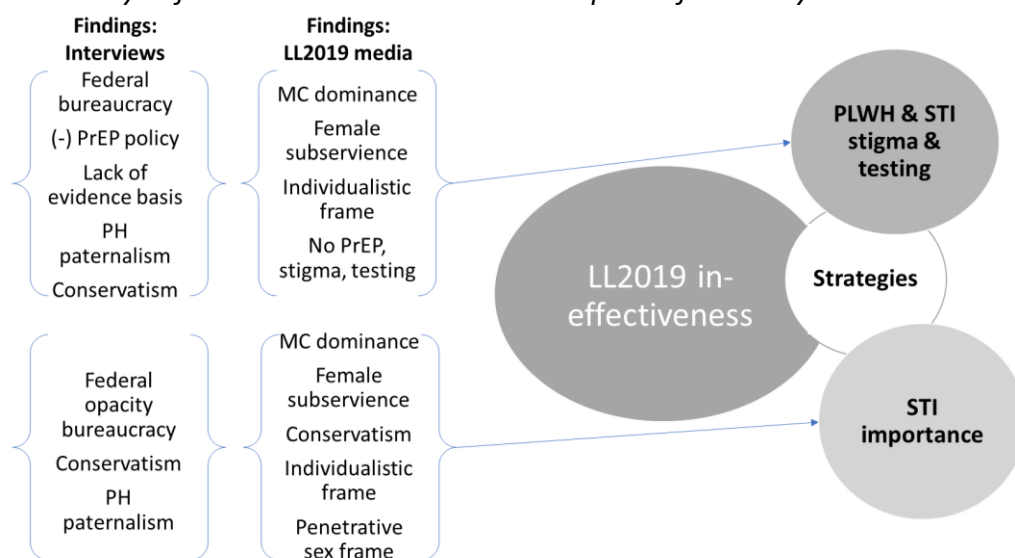 Findings:
Interviews
Federal
bureaucracy
(-) PrEP policy
Lack of
evidence basis
PH
paternalism
Conservatism
Findings:
LL2019 media
MC dominance
Female
subservience
Individualistic
frame
No PrEP,
stigma, testing
Federal
opacity
bureaucracy
Conservatism
PH
paternalism
MC dominance
Female
subservience
Conservatism
Individualistic
frame
Penetrative
sex frame
LL2019 in-
effectiveness
PLWH & STI
stigma &
testing
Strategies
STI
importance